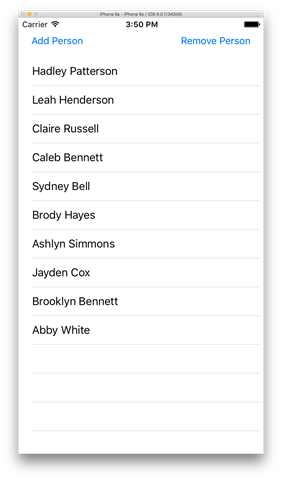 iPhone 6s - iPhone 6s / iOS 9.0 (13A340)
Carrier 3:50 PM
Add Person Remove Person
Hadley Patterson
Leah Henderson
Claire Russell
Caleb Bennett
Sydney Bell
Brody Hayes
Ashlyn Simmons
Jayden Cox
Brooklyn Bennett
Abby White